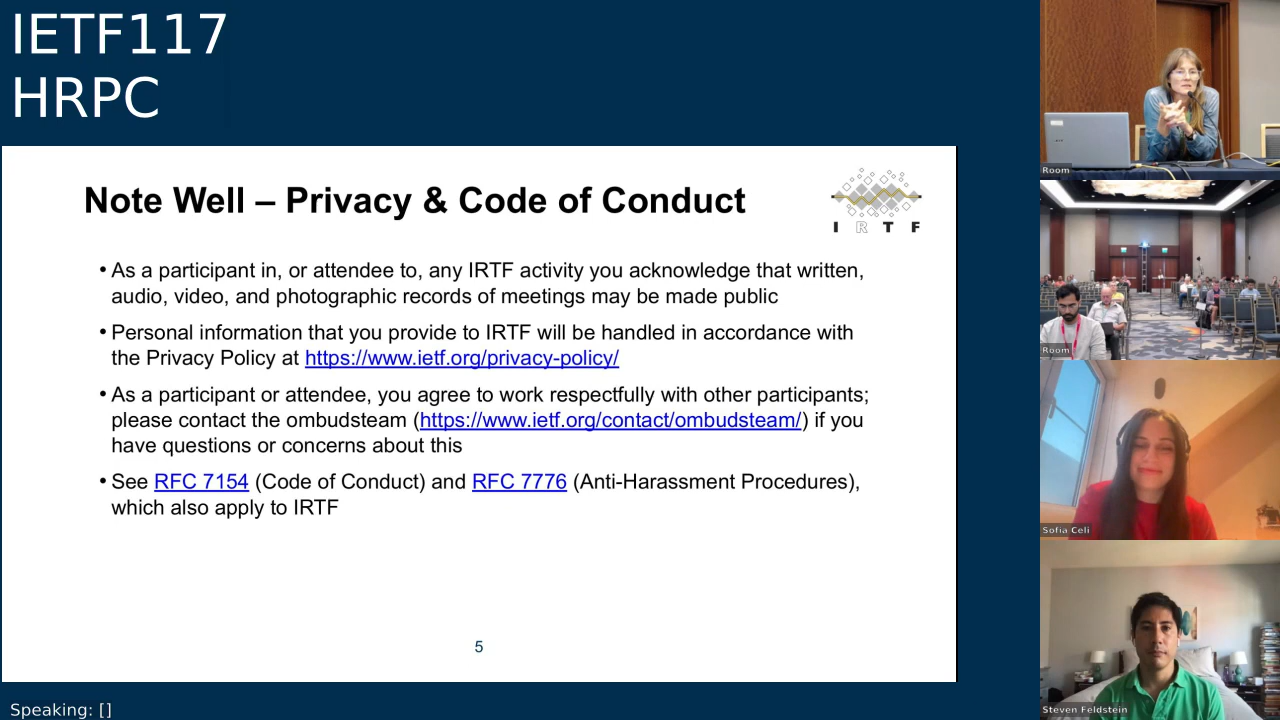 IETF117
HRPC
Note Well – Privacy & Code of Conduct
I R T F
• As a participant in, or attendee to, any IRTF activity you acknowledge that written,
audio, video, and photographic records of meetings may be made public
• Personal information that you provide to IRTF will be handled in accordance with
the Privacy Policy at https://www.ietf.org/privacy-policy/
• As a participant or attendee, you agree to work respectfully with other participants;
please contact the ombudsteam (https://www.ietf.org/contact/ombudsteam/) if you
have questions or concerns about this
• See RFC 7154 (Code of Conduct) and RFC 7776 (Anti-Harassment Procedures),
which also apply to IRTF
5
Speaking: []
Room
Room
Sofia Celi
Steven Feldstein